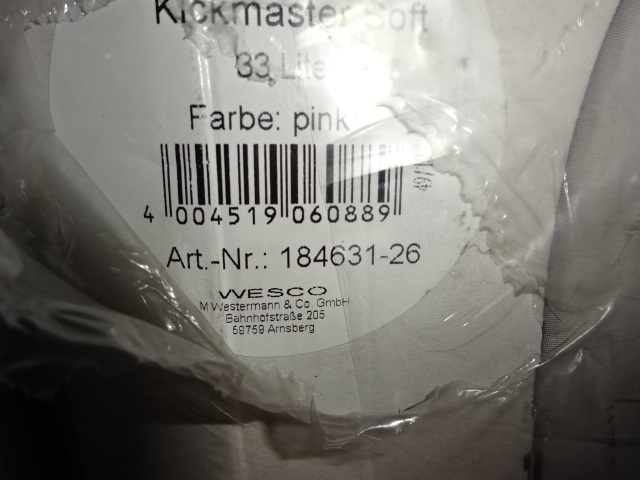 Kickmaster Soft
33 Liter
Farbe: pink
4 004519 060889
Art.-Nr.: 184631-26
WESCO
M.Westermann & Co. GmbH
Bahnhofstraße 205
59759 Arnsberg